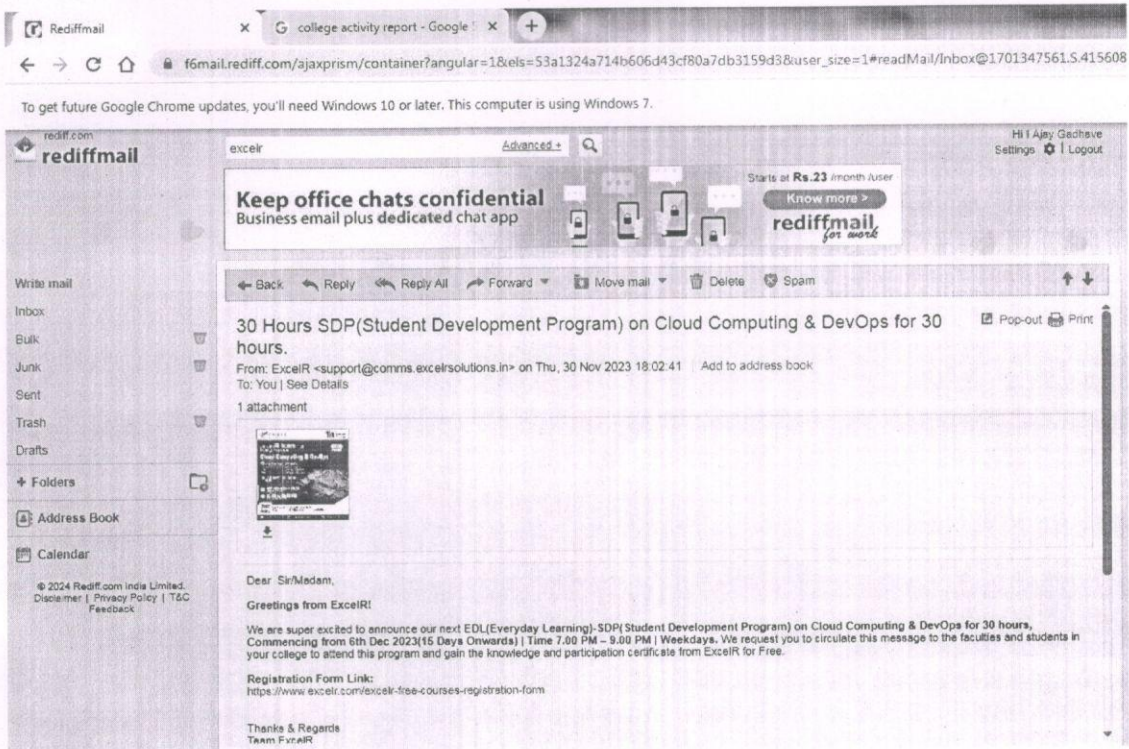 Rediffmail
college activity report - Google S
f6mail.rediff.com/ajaxprism/container?angular=1&els=53a1324a714b606d43cf80a7db3159d3&user_size=1#readMail/Inbox@1701347561.S.415608
To get future Google Chrome updates, you'll need Windows 10 or later. This computer is using Windows 7.
rediff.com
rediffmail
excelr
Advanced +
Hi ! Ajay Gadhave
Settings | Logout
Keep office chats confidential
Business email plus dedicated chat app
Starts at Rs.23 /month /user
Know more >
rediffmail
for work
Write mail
Inbox
Bulk
Junk
Sent
Trash
Drafts
+ Folders
Address Book
Calendar
© 2024 Rediff.com India Limited.
Disclaimer | Privacy Policy | T&C
Feedback
Back Reply Reply All Forward Move mail Delete Spam
30 Hours SDP(Student Development Program) on Cloud Computing & DevOps for 30
hours.
Pop-out Print
From: ExcelR <support@comms.excelrsolutions.in> on Thu, 30 Nov 2023 18:02:41 | Add to address book
To: You | See Details
1 attachment
Cloud Computing & DevOps
Dear Sir/Madam,
Greetings from ExcelR!
We are super excited to announce our next EDL(Everyday Learning)-SDP(Student Development Program) on Cloud Computing & DevOps for 30 hours,
Commencing from 6th Dec 2023(15 Days Onwards) | Time 7.00 PM – 9.00 PM | Weekdays. We request you to circulate this message to the faculties and students in
your college to attend this program and gain the knowledge and participation certificate from ExcelR for Free.
Registration Form Link:
https://www.excelr.com/excelr-free-courses-registration-form
Thanks & Regards
Team ExcelR